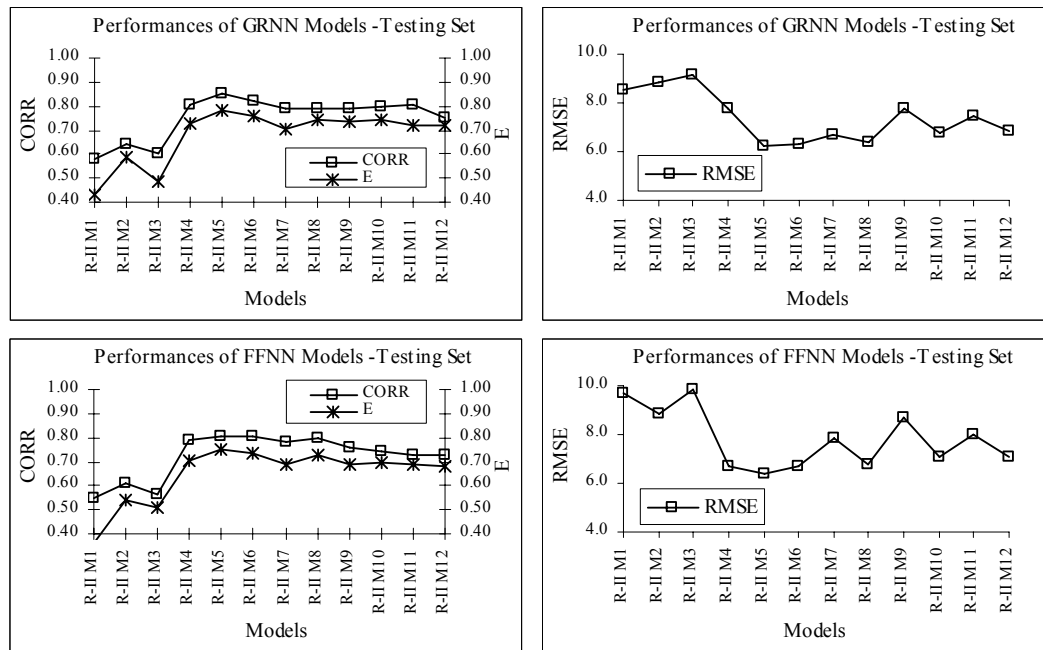 Performances of GRNN Models -Testing Set
1.00
0.90
0.80
0.70
0.60
0.50
0.40
CORR
CORR
E
1.00
0.90
0.80
0.70
0.60
0.50
0.40
E
R-II M1
R-II M2
R-II M3
R-II M4
R-II M5
R-II M6
R-II M7
R-II M8
R-II M9
R-II M10
R-II M11
R-II M12
Models
Performances of GRNN Models -Testing Set
10.0
8.0
6.0
4.0
RMSE
RMSE
R-II M1
R-II M2
R-II M3
R-II M4
R-II M5
R-II M6
R-II M7
R-II M8
R-II M9
R-II M10
R-II M11
R-II M12
Models
Performances of FFNN Models -Testing Set
1.00
0.90
0.80
0.70
0.60
0.50
0.40
CORR
CORR
E
1.00
0.90
0.80
0.70
0.60
0.50
0.40
E
R-II M1
R-II M2
R-II M3
R-II M4
R-II M5
R-II M6
R-II M7
R-II M8
R-II M9
R-II M10
R-II M11
R-II M12
Models
Performances of FFNN Models -Testing Set
10.0
8.0
6.0
4.0
RMSE
RMSE
R-II M1
R-II M2
R-II M3
R-II M4
R-II M5
R-II M6
R-II M7
R-II M8
R-II M9
R-II M10
R-II M11
R-II M12
Models